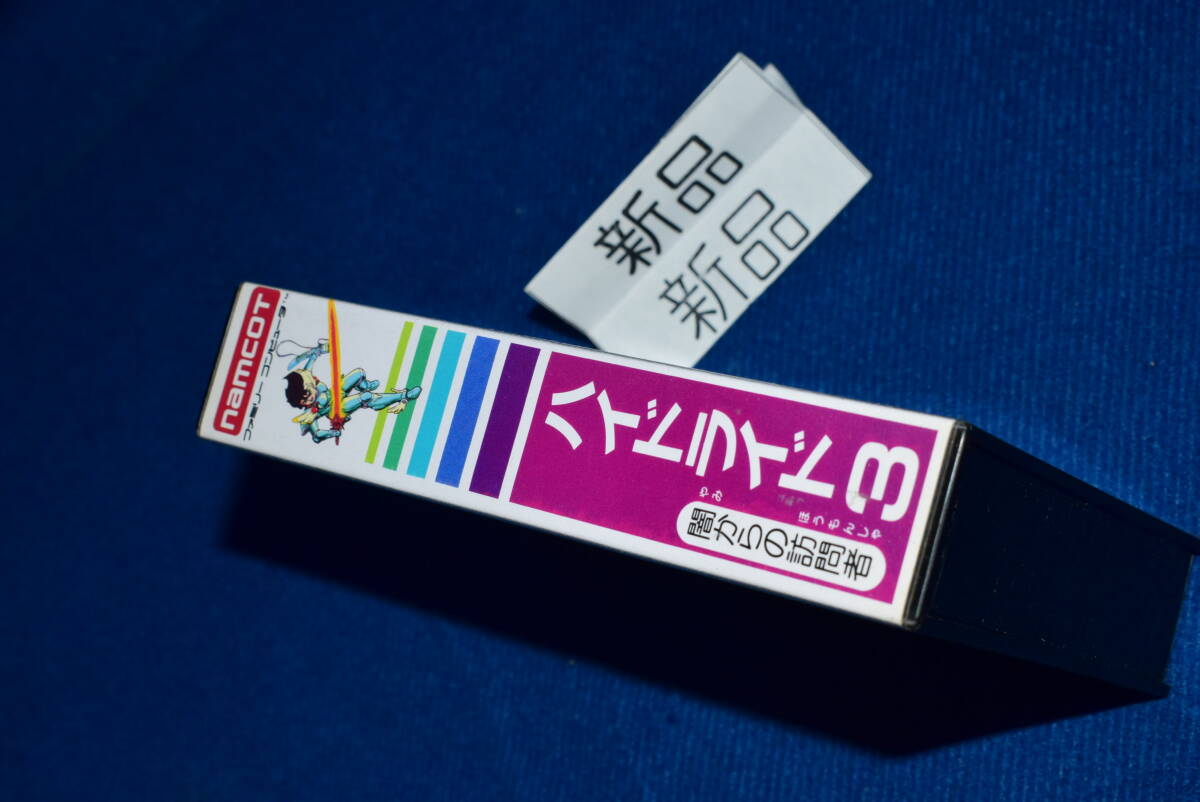 新品
新品
namcot
ファミリーコンピュータ™
ハイドライド3
やみ ほうもんしゃ
闇からの訪問者